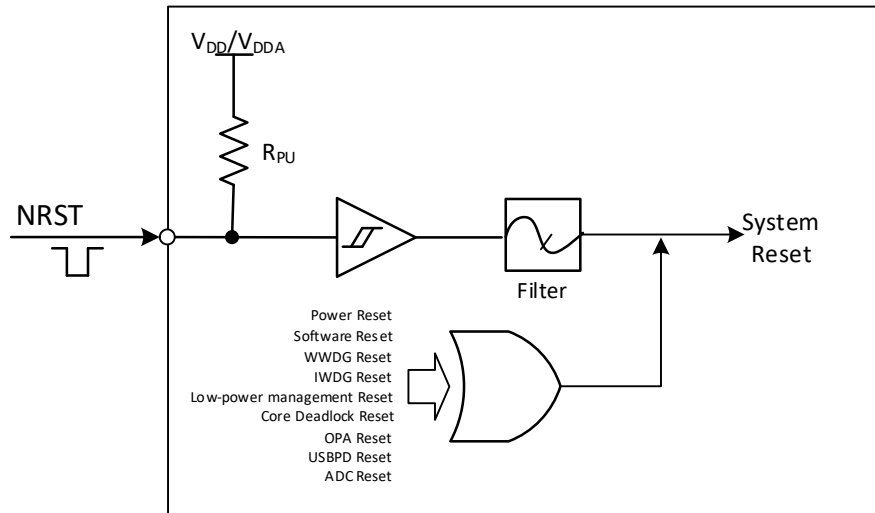 VDD/VDDA
RPU
NRST
System
Reset
Filter
Power Reset
Software Reset
WWDG Reset
IWDG Reset
Low-power management Reset
Core Deadlock Reset
OPA Reset
USBPD Reset
ADC Reset